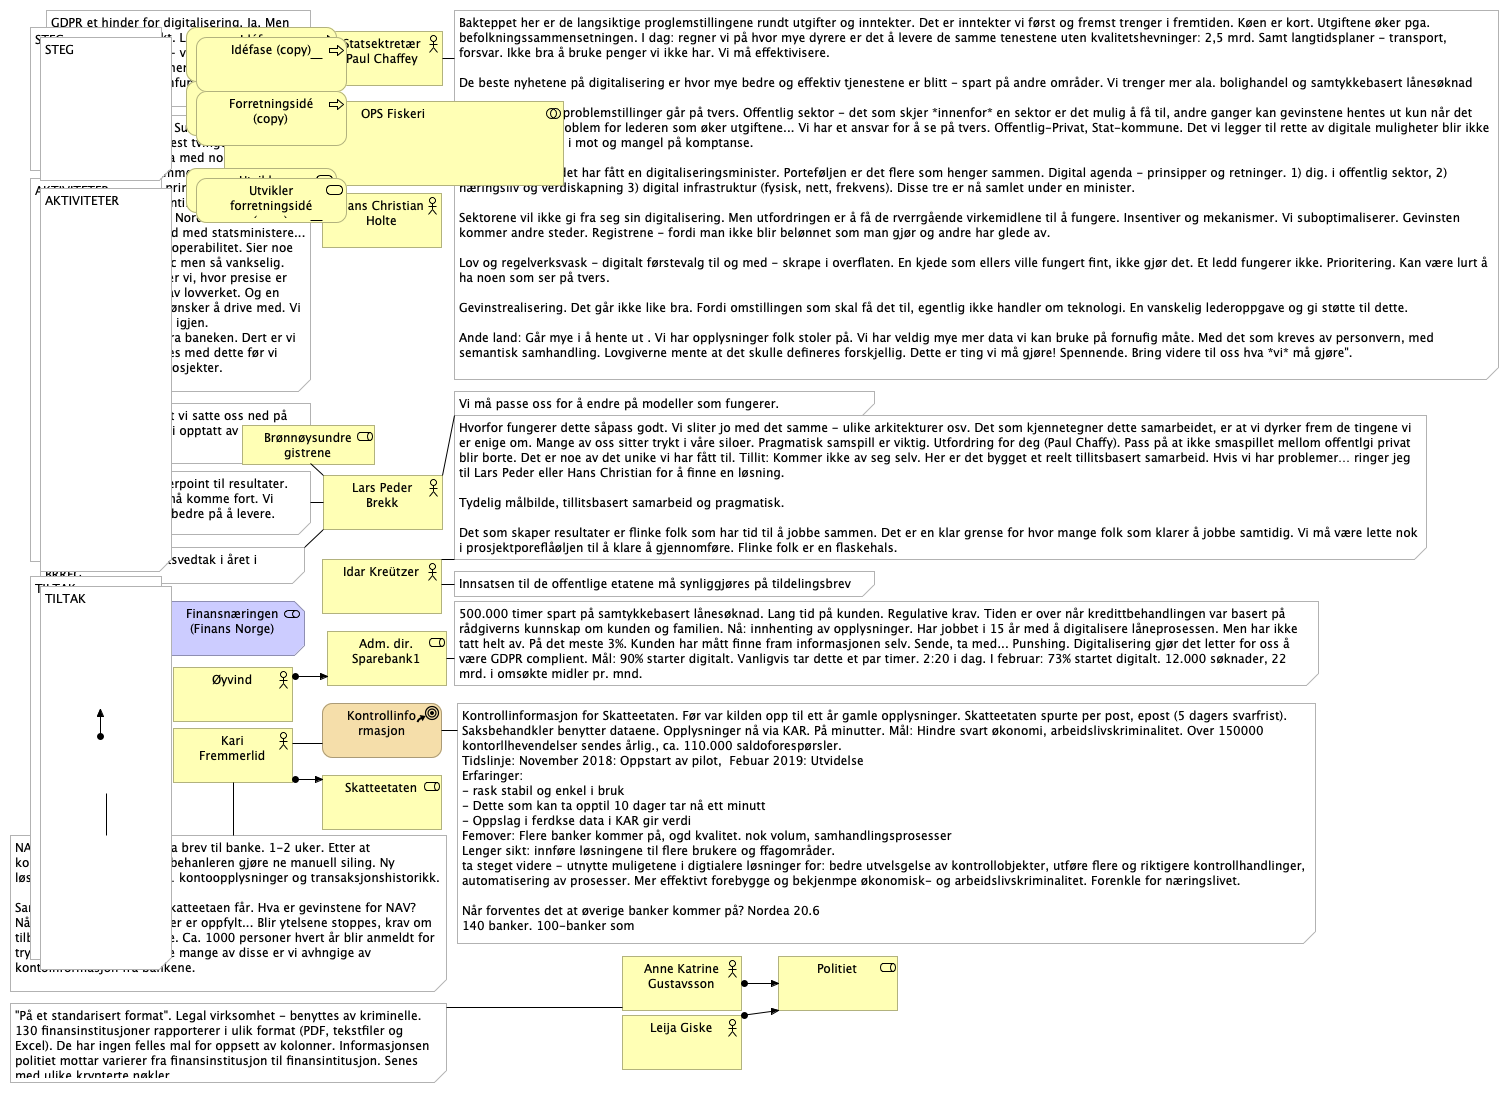 GDPR et hinder for digitalisering. Ja. Men
STEG
AKTIVITETER
TILTAK
Idéfase (copy)
Forretningsidé
(copy)
Utvikler
forretningsidé
Statsektretær
Paul Chaffey
OPS Fiskeri
Hans Christian
Holte
Bakteppet her er de langsiktige proglemstillingene rundt utgifter og inntekter. Det er inntekter vi først og fremst trenger i fremtiden. Køen er kort. Utgiftene øker pga.
befolkningssammensetningen. I dag: regner vi på hvor mye dyrere er det å levere de samme tenestene uten kvalitetshevninger: 2,5 mrd. Samt langtidsplaner - transport,
forsvar. Ikke bra å bruke penger vi ikke har. Vi må effektivisere.
De beste nyhetene på digitalisering er hvor mye bedre og effektiv tjenestene er blitt - spart på andre områder. Vi trenger mer ala. bolighandel og samtykkebasert lånesøknad
problemstillinger går på tvers. Offentlig sektor - det som skjer *innenfor* en sektor er det mulig å få til, andre ganger kan gevinstene hentes ut kun når det
oblem for lederen som øker utgiftene... Vi har et ansvar for å se på tvers. Offentlig-Privat, Stat-kommune. Det vi legger til rette av digitale muligheter blir ikke
i mot og mangel på komptanse.
det har fått en digitaliseringsminister. Porteføljen er det flere som henger sammen. Digital agenda - prinsipper og retninger. 1) dig. i offentlig sektor, 2)
næringsliv og verdiskapning 3) digital infrastruktur (fysisk, nett, frekvens). Disse tre er nå samlet under en minister.
Sektorene vil ikke gi fra seg sin digitalisering. Men utfordringen er å få de rverrgående virkemidlene til å fungere. Insentiver og mekanismer. Vi suboptimaliserer. Gevinsten
kommer andre steder. Registrene - fordi man ikke blir belønnet som man gjør og andre har glede av.
Lov og regelverksvask - digitalt førstevalg til og med - skrape i overflaten. En kjede som ellers ville fungert fint, ikke gjør det. Et ledd fungerer ikke. Prioritering. Kan være lurt å
ha noen som ser på tvers.
Gevinstrealisering. Det går ikke like bra. Fordi omstillingen som skal få det til, egentlig ikke handler om teknologi. En vanskelig lederoppgave og gi støtte til dette.
Ande land: Går mye i å hente ut . Vi har opplysninger folk stoler på. Vi har veldig mye mer data vi kan bruke på fornufig måte. Med det som kreves av personvern, med
semantisk samhandling. Lovgiverne mente at det skulle defineres forskjellig. Dette er ting vi må gjøre! Spennende. Bring videre til oss hva *vi* må gjøre".
a med no
d med statsministere...
operabilitet. Sier noe
c men så vankselig.
er vi, hvor presise er
av lovverket. Og en
ønsker å drive med. Vi
igjen.
ra baneken. Dert er vi
es med dette før vi
osjekter.
t vi satte oss ned på
i opptatt av
Brønnøysundre
gistrene
erpoint til resultater.
må komme fort. Vi
bedre på å levere.
tsvedtak i året i
Lars Peder
Brekk
Vi må passe oss for å endre på modeller som fungerer.
Hvorfor fungerer dette såpass godt. Vi sliter jo med det samme - ulike arkitekturer osv. Det som kjennetegner dette samarbeidet, er at vi dyrker frem de tingene vi
er enige om. Mange av oss sitter trykt i våre siloer. Pragmatisk samspill er viktig. Utfordring for deg (Paul Chaffy). Pass på at ikke smaspillet mellom offentlgi privat
blir borte. Det er noe av det unike vi har fått til. Tillit: Kommer ikke av seg selv. Her er det bygget et reelt tillitsbasert samarbeid. Hvis vi har problemer... ringer jeg
til Lars Peder eller Hans Christian for å finne en løsning.
Tydelig målbilde, tillitsbasert samarbeid og pragmatisk.
Det som skaper resultater er flinke folk som har tid til å jobbe sammen. Det er en klar grense for hvor mange folk som klarer å jobbe samtidig. Vi må være lette nok
i prosjektporeflåøljen til å klare å gjennomføre. Flinke folk er en flaskehals.
Idar Kreützer
Innsatsen til de offentlige etatene må synliggjøres på tildelingsbrev
Finansnæringen
(Finans Norge)
Adm. dir.
Sparebank1
Øyvind
500.000 timer spart på samtykkebasert lånesøknad. Lang tid på kunden. Regulative krav. Tiden er over når kredittbehandlingen var basert på
rådgiverns kunnskap om kunden og familien. Nå: innhenting av opplysninger. Har jobbet i 15 år med å digitalisere låneprosessen. Men har ikke
tatt helt av. På det meste 3%. Kunden har mått finne fram informasjonen selv. Sende, ta med... Punshing. Digitalisering gjør det letter for oss å
være GDPR complient. Mål: 90% starter digitalt. Vanligvis tar dette et par timer. 2:20 i dag. I februar: 73% startet digitalt. 12.000 søknader, 22
mrd. i omsøkte midler pr. mnd.
Kari
Fremmerlid
Kontrollinfo
rmasjon
Skatteetaten
Kontrollinformasjon for Skatteetaten. Før var kilden opp til ett år gamle opplysninger. Skatteetaten spurte per post, epost (5 dagers svarfrist).
Saksbehandkler benytter dataene. Opplysninger nå via KAR. På minutter. Mål: Hindre svart økonomi, arbeidslivskriminalitet. Over 150000
kontorllhevendelser sendes årlig., ca. 110.000 saldoforespørsler.
Tidslinje: November 2018: Oppstart av pilot,  Febuar 2019: Utvidelse
Erfaringer:
- rask stabil og enkel i bruk
- Dette som kan ta opptil 10 dager tar nå ett minutt
- Oppslag i ferdkse data i KAR gir verdi
Femover: Flere banker kommer på, ogd kvalitet. nok volum, samhandlingsprosesser
Lenger sikt: innføre løsningene til flere brukere og ffagområder.
ta steget videre - utnytte muligetene i digtialere løsninger for: bedre utvelsgelse av kontrollobjekter, utføre flere og riktigere kontrollhandlinger,
automatisering av prosesser. Mer effektivt forebygge og bekjenmpe økonomisk- og arbeidslivskriminalitet. Forenkle for næringslivet.
Når forventes det at øverige banker kommer på? Nordea 20.6
140 banker. 100-banker som
NA
a brev til banke. 1-2 uker. Etter at
ko
behanleren gjøre ne manuell siling. Ny
løs
. kontoopplysninger og transaksjonshistorikk.
Sar
katteetaen får. Hva er gevinstene for NAV?
Nå
er er oppfylt... Blir ytelsene stoppes, krav om
tilb
e. Ca. 1000 personer hvert år blir anmeldt for
try
e mange av disse er vi avhngige av
kontoinformasjon fra bankene.
Anne Katrine
Gustavsson
Politiet
Leija Giske
"På et standarisert format". Legal virksomhet - benyttes av kriminelle.
130 finansinstitusjoner rapporterer i ulik format (PDF, tekstfiler og
Excel). De har ingen felles mal for oppsett av kolonner. Informasjonsen
politiet mottar varierer fra finansinstitusjon til finansintitusjon. Senes
med ulike krypterte nøkler